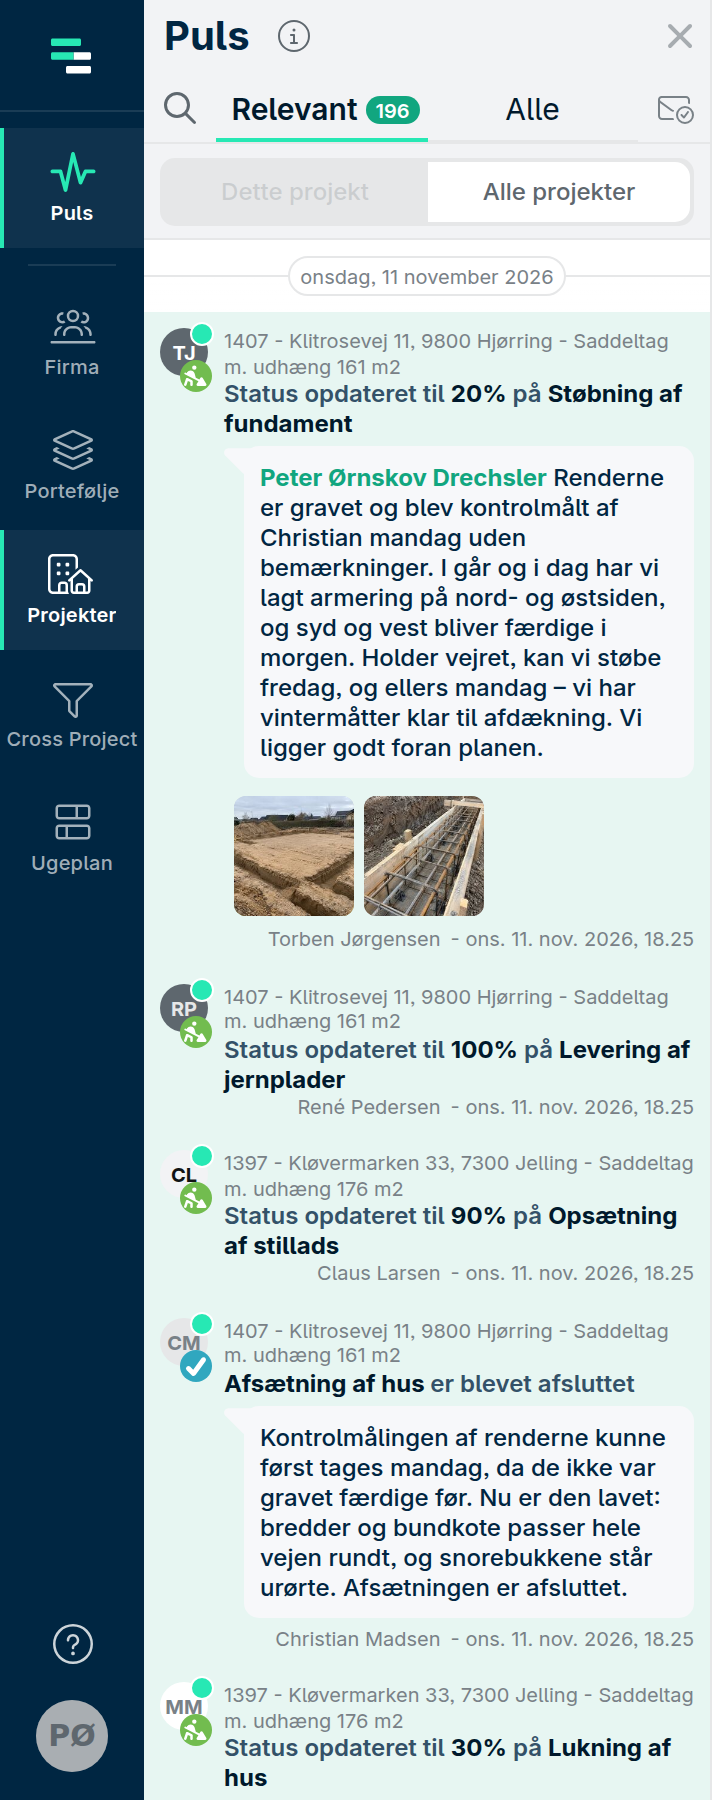 Puls
Relevant 196
Alle
Dette projekt
Alle projekter
onsdag, 11 november 2026
Puls
Firma
Portefølje
Projekter
Cross Project
Ugeplan
PØ
TJ
1407 - Klitrosevej 11, 9800 Hjørring - Saddeltag
m. udhæng 161 m2
Status opdateret til 20% på Støbning af
fundament
Peter Ørnskov Drechsler Renderne
er gravet og blev kontrolmålt af
Christian mandag uden
bemærkninger. I går og i dag har vi
lagt armering på nord- og østsiden,
og syd og vest bliver færdige i
morgen. Holder vejret, kan vi støbe
fredag, og ellers mandag – vi har
vintermåtter klar til afdækning. Vi
ligger godt foran planen.
Torben Jørgensen - ons. 11. nov. 2026, 18.25
RP
1407 - Klitrosevej 11, 9800 Hjørring - Saddeltag
m. udhæng 161 m2
Status opdateret til 100% på Levering af
jernplader
René Pedersen - ons. 11. nov. 2026, 18.25
CL
1397 - Kløvermarken 33, 7300 Jelling - Saddeltag
m. udhæng 176 m2
Status opdateret til 90% på Opsætning
af stillads
Claus Larsen - ons. 11. nov. 2026, 18.25
CM
1407 - Klitrosevej 11, 9800 Hjørring - Saddeltag
m. udhæng 161 m2
Afsætning af hus er blevet afsluttet
Kontrolmålingen af renderne kunne
først tages mandag, da de ikke var
gravet færdige før. Nu er den lavet:
bredder og bundkote passer hele
vejen rundt, og snorebukkene står
urørte. Afsætningen er afsluttet.
Christian Madsen - ons. 11. nov. 2026, 18.25
MM
1397 - Kløvermarken 33, 7300 Jelling - Saddeltag
m. udhæng 176 m2
Status opdateret til 30% på Lukning af
hus